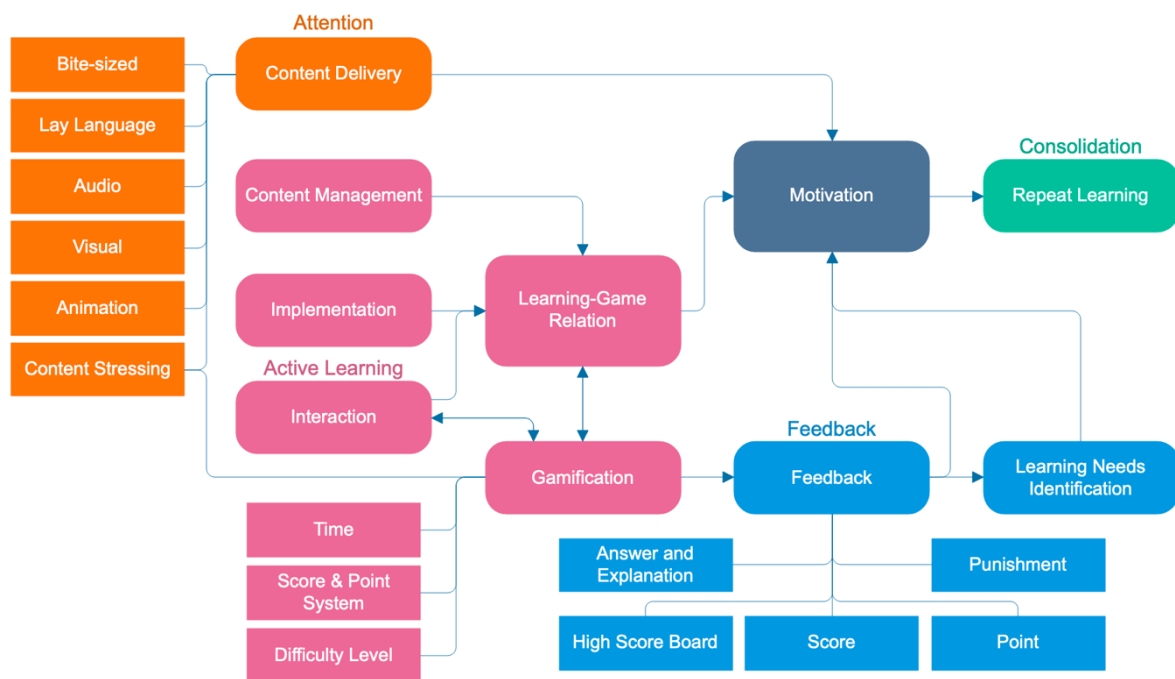 Attention
Bite-sized
Content Delivery
Lay Language
Audio
Visual
Animation
Content Stressing
Content Management
Implementation
Active Learning
Interaction
Learning-Game
Relation
Gamification
Time
Score & Point
System
Difficulty Level
Motivation
Consolidation
Repeat Learning
Feedback
Feedback
Learning Needs
Identification
Answer and
Explanation
Punishment
High Score Board
Score
Point